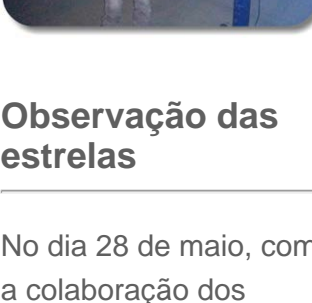 Observação das
estrelas
No dia 28 de maio, com
a colaboração dos